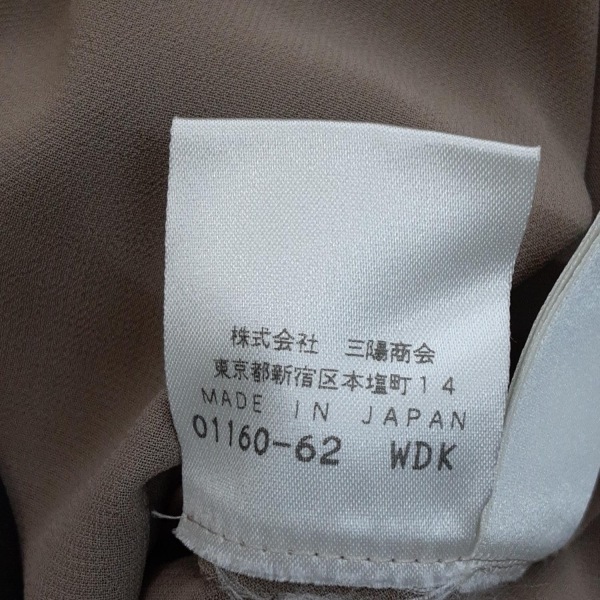 株式会社 三陽商会
東京都新宿区本塩町14
MADE IN JAPAN
01160-62 WDK